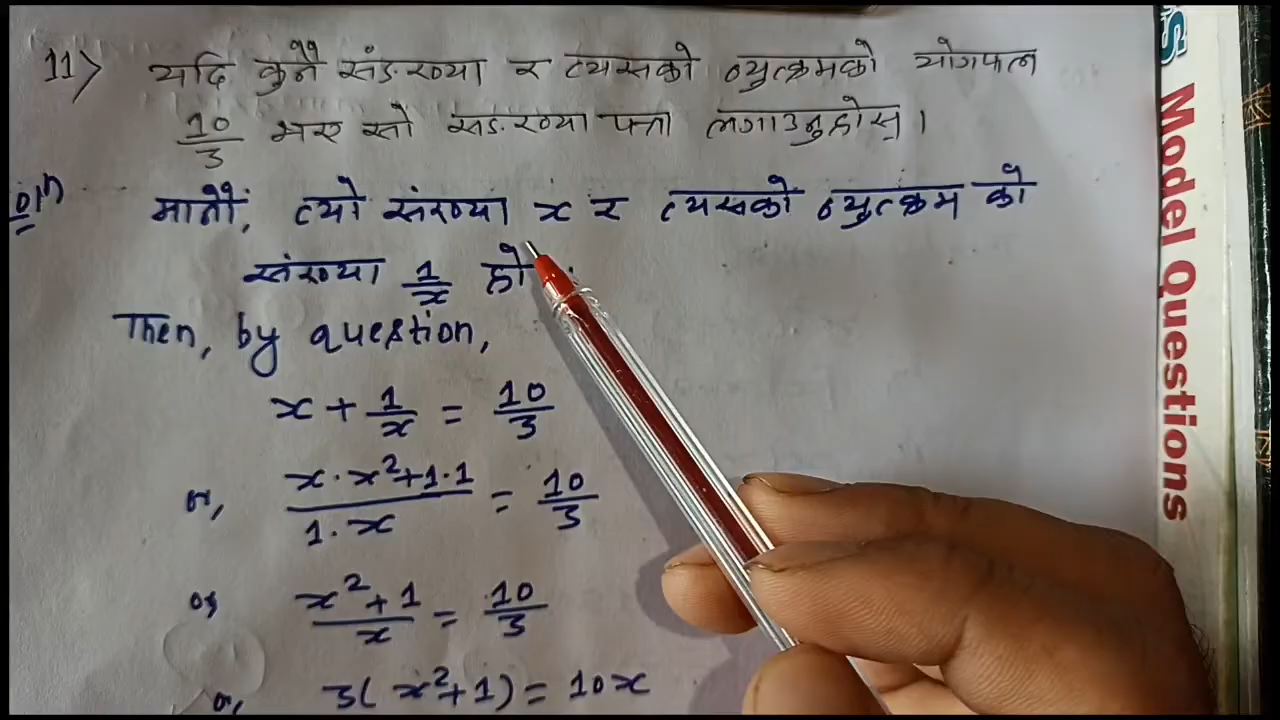 11> यदि कुनै संङ.ख्या र त्यसको व्युत्क्रमको योगफल
10/3 भए सो सङ.ख्या पत्ता लगाउनुहोस् ।
मानौं, त्यो संख्या x र त्यसको व्युत्क्रम को
संख्या 1/x हो
Then, by question,
x + 1/x = 10/3
or, (x·x²+1·1)/(1·x) = 10/3
or (x²+1)/x = 10/3
or, 3(x²+1) = 10x
Model Questions